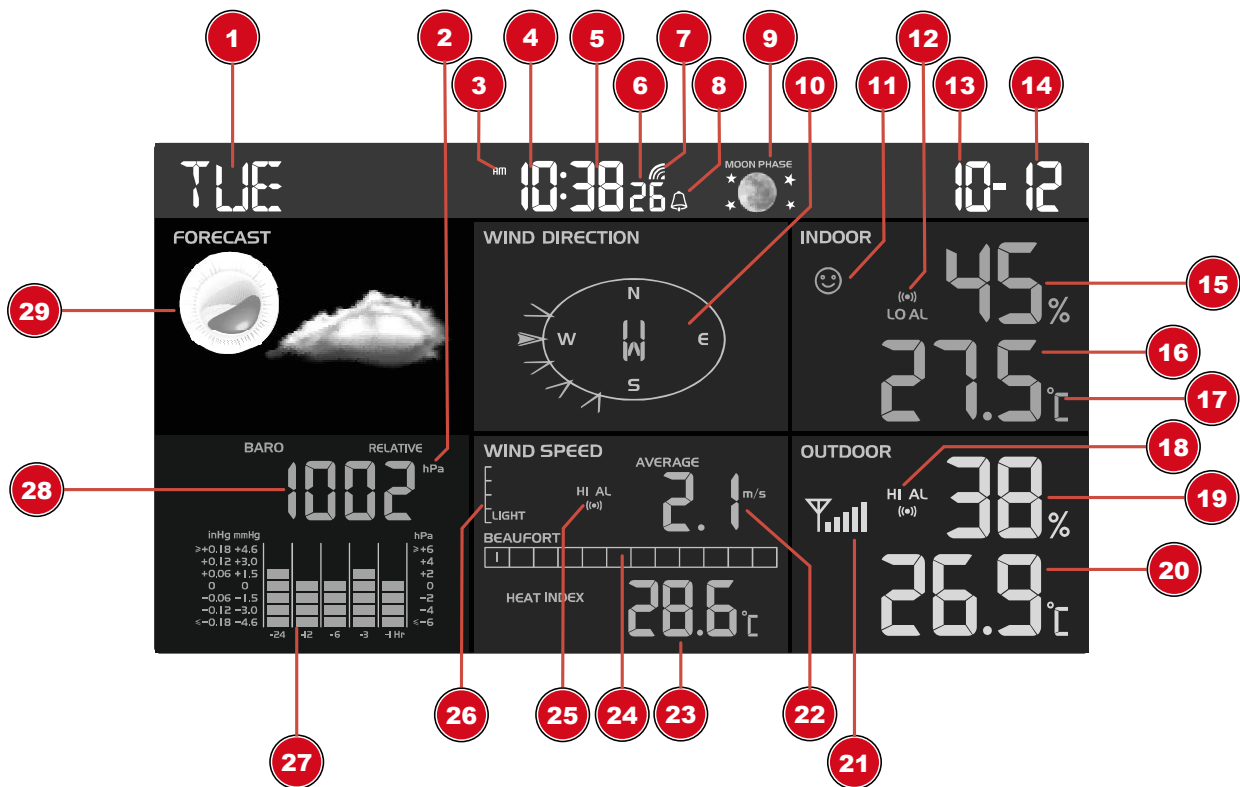 1
2
3
4
5
6
7
8
9
10
11
12
13
14
TUE
AM 10:38 26
MOON PHASE
10-12
FORECAST
WIND DIRECTION
N
W
W
E
S
INDOOR
45 %
LO AL
27.5 °C
15
16
17
29
BARO
RELATIVE
1002 hPa
28
inHg mmHg
hPa
≥+0.18 +4.6
≥+6
+0.12 +3.0
+4
+0.06 +1.5
+2
0 0
0
-0.06 -1.5
-2
-0.12 -3.0
-4
≤-0.18 -4.6
≤-6
-24 -12 -6 -3 -1 Hr
WIND SPEED
AVERAGE
HI AL
2.1 m/s
LIGHT
BEAUFORT
1
HEAT INDEX
28.6 °C
OUTDOOR
HI AL
38 %
26.9 °C
18
19
20
21
22
23
24
25
26
27